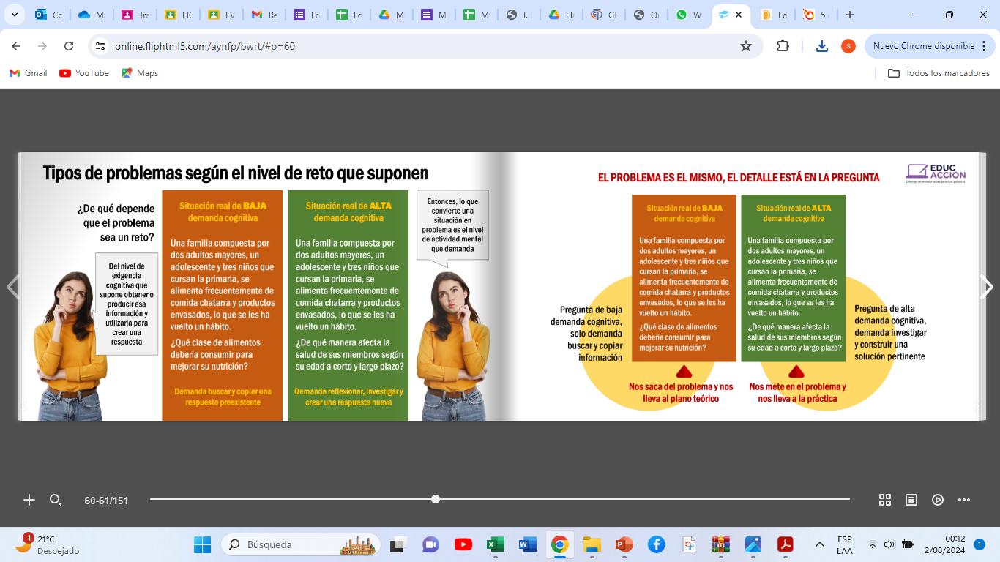 Cc
Mi
Tra
FIC
EV
Re
Fo
Fo
M
M
M
I. I
Ela
GE
O
W
Ed
5
online.fliphtml5.com/aynfp/bwrt/#p=60
S
Nuevo Chrome disponible
Gmail
YouTube
Maps
Todos los marcadores
Tipos de problemas según el nivel de reto que suponen
¿De qué depende
que el problema
sea un reto?
Del nivel de
exigencia
cognitiva que
supone obtener o
producir esa
información y
utilizarla para
crear una
respuesta
Situación real de BAJA
demanda cognitiva
Una familia compuesta por
dos adultos mayores, un
adolescente y tres niños que
cursan la primaria, se
alimenta frecuentemente de
comida chatarra y productos
envasados, lo que se les ha
vuelto un hábito.
¿Qué clase de alimentos
debería consumir para
mejorar su nutrición?
Demanda buscar y copiar una
respuesta preexistente
Situación real de ALTA
demanda cognitiva
Una familia compuesta por
dos adultos mayores, un
adolescente y tres niños que
cursan la primaria, se
alimenta frecuentemente de
comida chatarra y productos
envasados, lo que se les ha
vuelto un hábito.
¿De qué manera afecta la
salud de sus miembros según
su edad a corto y largo plazo?
Demanda reflexionar, investigar y
crear una respuesta nueva
Entonces, lo que
convierte una
situación en
problema es el nivel
de actividad mental
que demanda
EL PROBLEMA ES EL MISMO, EL DETALLE ESTÁ EN LA PREGUNTA
EDUC
ACCIÓN
Diálogo informado sobre políticas públicas
Pregunta de baja
demanda cognitiva,
solo demanda
buscar y copiar
información
Situación real de BAJA
demanda cognitiva
Una familia compuesta por
dos adultos mayores, un
adolescente y tres niños que
cursan la primaria, se
alimenta frecuentemente de
comida chatarra y productos
envasados, lo que se les ha
vuelto un hábito.
¿Qué clase de alimentos
debería consumir para
mejorar su nutrición?
Nos saca del problema y nos
lleva al plano teórico
Situación real de ALTA
demanda cognitiva
Una familia compuesta por
dos adultos mayores, un
adolescente y tres niños que
cursan la primaria, se
alimenta frecuentemente de
comida chatarra y productos
envasados, lo que se les ha
vuelto un hábito.
¿De qué manera afecta la
salud de sus miembros según
su edad a corto y largo plazo?
Nos mete en el problema y
nos lleva a la práctica
Pregunta de alta
demanda cognitiva,
demanda investigar
y construir una
solución pertinente
60-61/151
1
21°C
Despejado
Búsqueda
ESP
LAA
00:12
2/08/2024
1